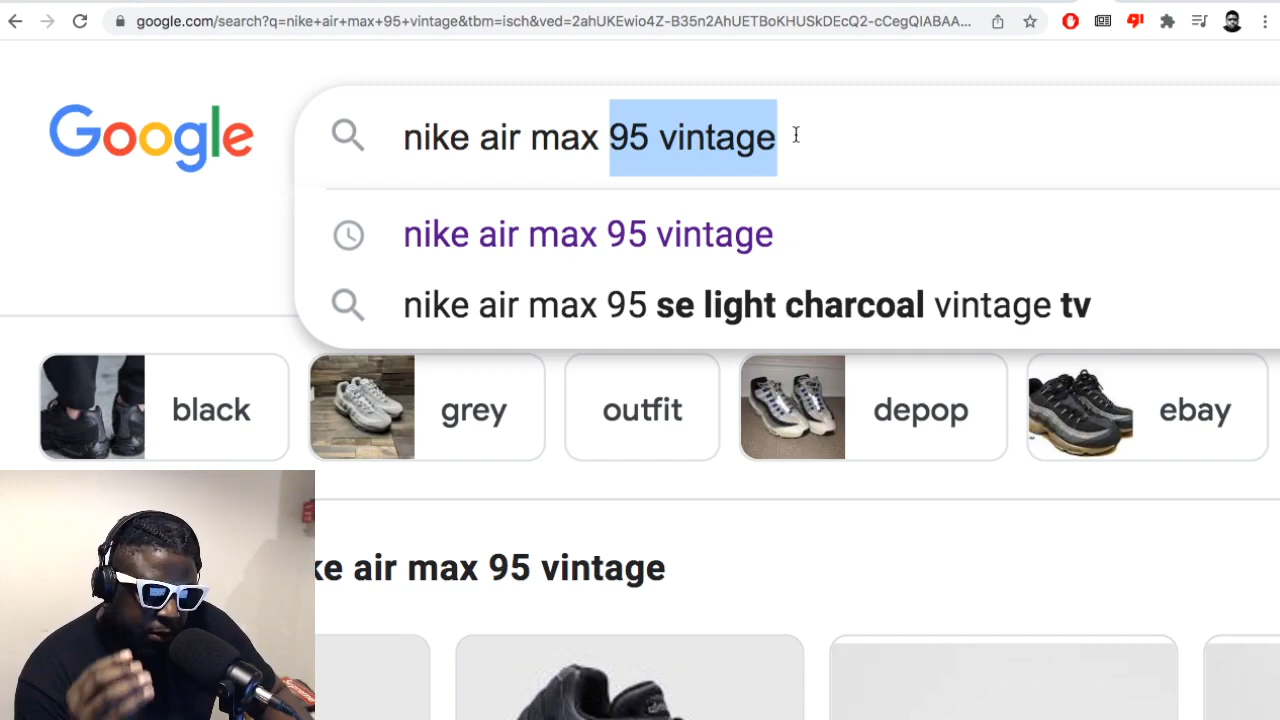 google.com/search?q=nike+air+max+95+vintage&tbm=isch&ved=2ahUKEwio4Z-B35n2AhUETBoKHUSkDEcQ2-cCegQIABAA...
Google
nike air max 95 vintage
nike air max 95 vintage
nike air max 95 se light charcoal vintage tv
black
grey
outfit
depop
ebay
ke air max 95 vintage
Supreme